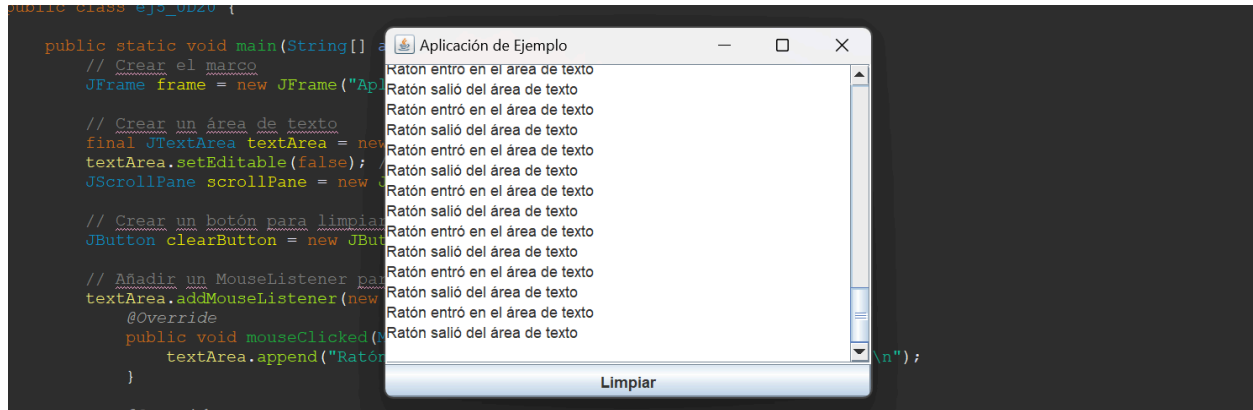 public class ej5_UD20 {
public static void main(String[] a
// Crear el marco
JFrame frame = new JFrame("Apl
// Crear un área de texto
final JTextArea textArea = new
textArea.setEditable(false); /
JScrollPane scrollPane = new J
// Crear un botón para limpiar
JButton clearButton = new JBut
// Añadir un MouseListener par
textArea.addMouseListener(new
@Override
public void mouseClicked(M
textArea.append("Ratón
\n");
}
Aplicación de Ejemplo
Ratón entró en el área de texto
Ratón salió del área de texto
Ratón entró en el área de texto
Ratón salió del área de texto
Ratón entró en el área de texto
Ratón salió del área de texto
Ratón entró en el área de texto
Ratón salió del área de texto
Ratón entró en el área de texto
Ratón salió del área de texto
Ratón entró en el área de texto
Ratón salió del área de texto
Ratón entró en el área de texto
Ratón salió del área de texto
Limpiar